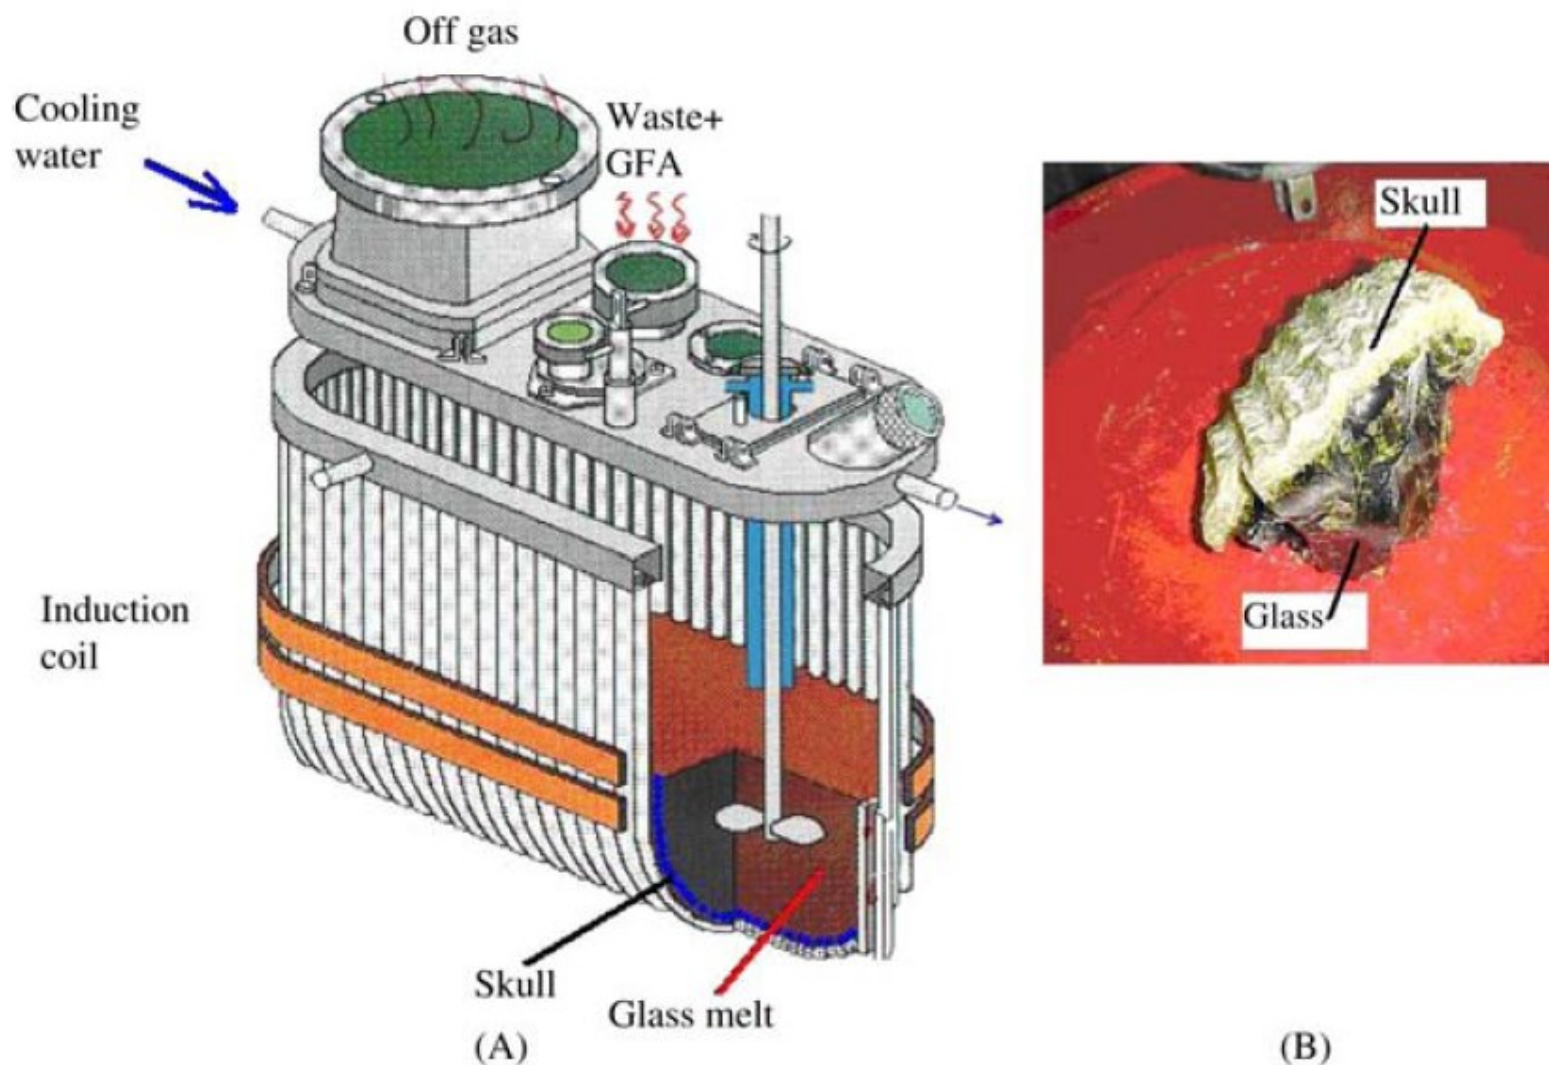 Off gas
Cooling
water
Waste+
GFA
Induction
coil
Skull
Glass melt
(A)
Skull
Glass
(B)